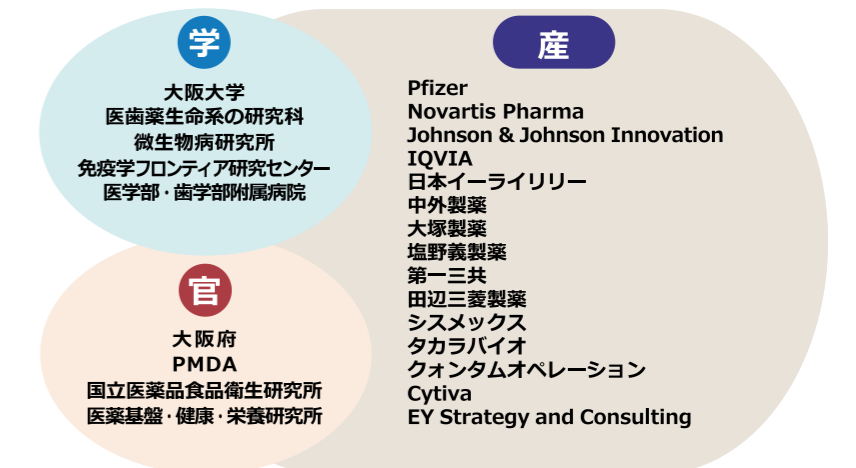 学
大阪大学
医歯薬生命系の研究科
微生物病研究所
免疫学フロンティア研究センター
医学部・歯学部附属病院
官
大阪府
PMDA
国立医薬品食品衛生研究所
医薬基盤・健康・栄養研究所
産
Pfizer
Novartis Pharma
Johnson & Johnson Innovation
IQVIA
日本イーライリリー
中外製薬
大塚製薬
塩野義製薬
第一三共
田辺三菱製薬
シスメックス
タカラバイオ
クォンタムオペレーション
Cytiva
EY Strategy and Consulting